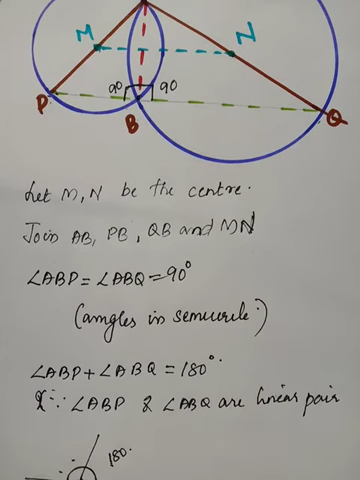 M
N
90
90
P
B
Q
Let M, N be the centre.
Join AB, PB, QB and MN
∠ABP = ∠ABQ = 90°
(angles in semicircle)
∠ABP + ∠ABQ = 180°.
∵ ∠ABP & ∠ABQ are linear pair
180.